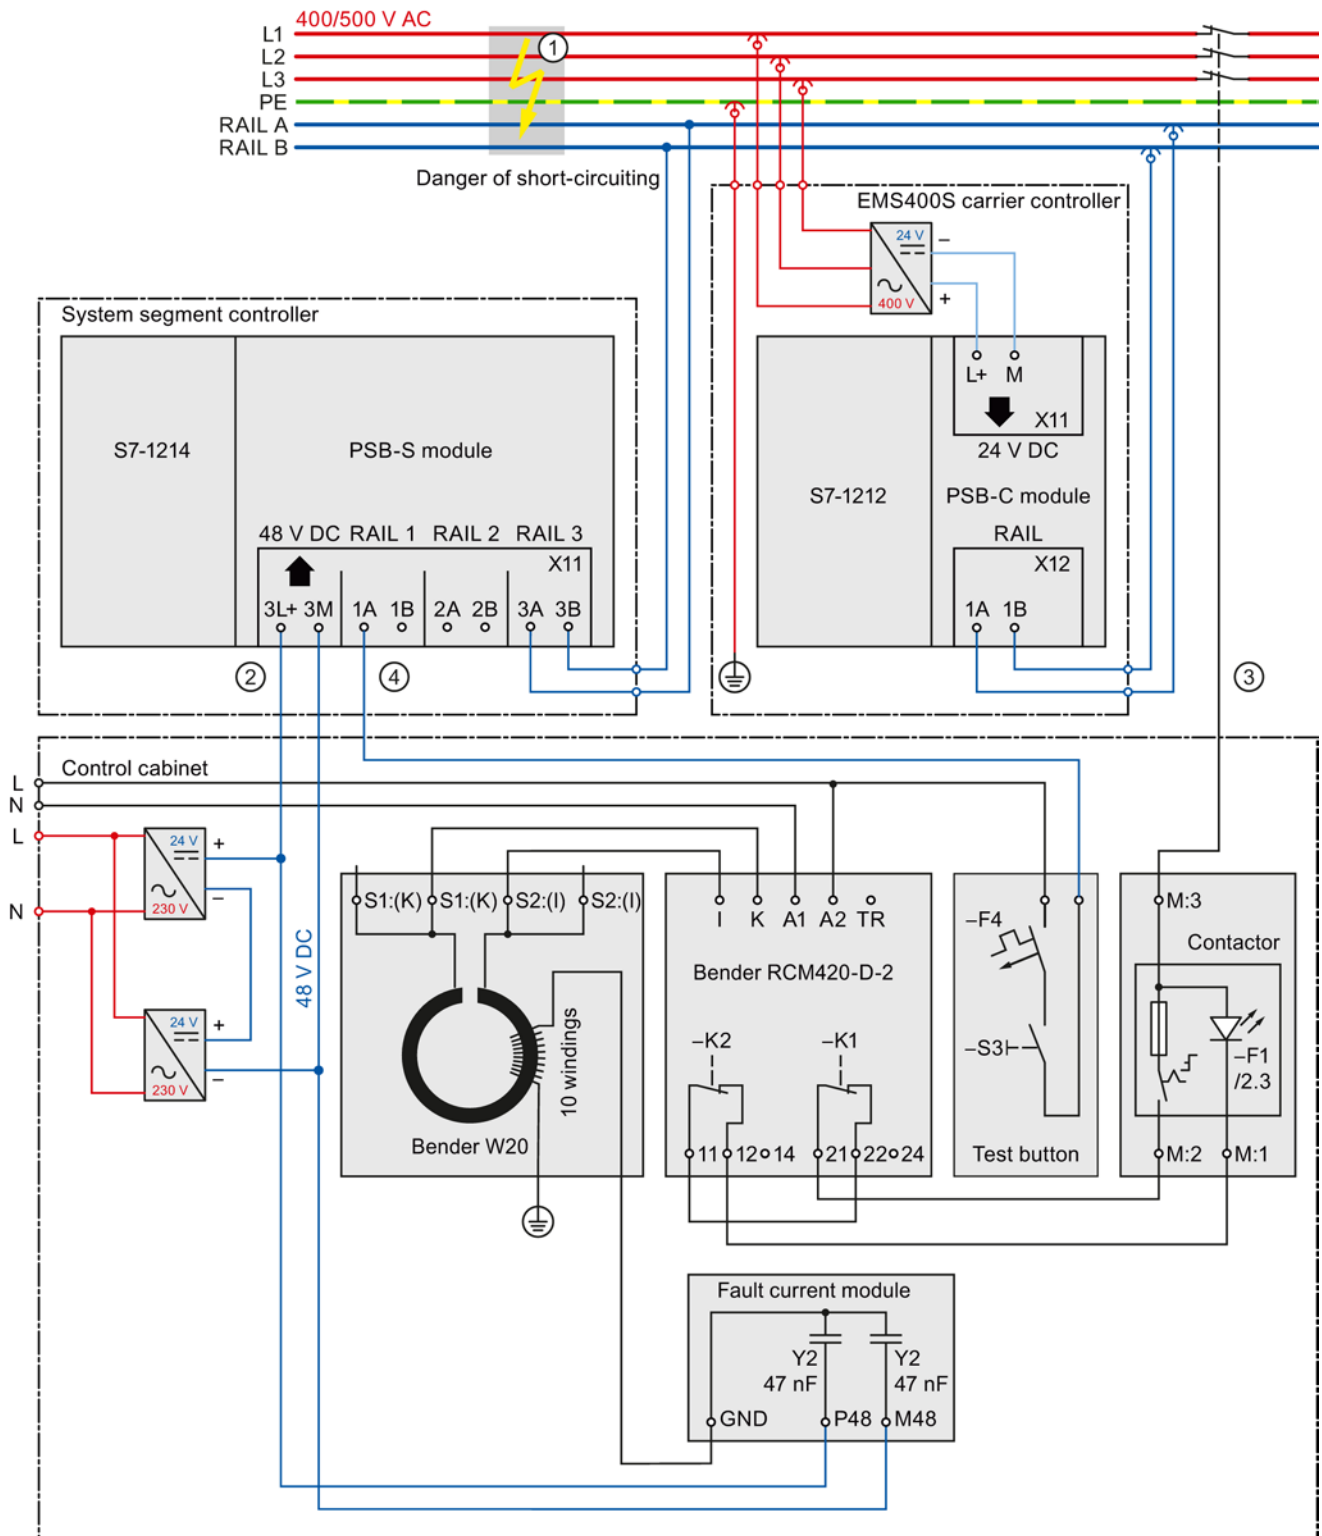 400/500 V AC
L1
L2
L3
PE
RAIL A
RAIL B
1
Danger of short-circuiting
EMS400S carrier controller
24 V
–
400 V
+
System segment controller
L+ M
X11
24 V DC
S7-1214
PSB-S module
S7-1212
PSB-C module
48 V DC RAIL 1 RAIL 2 RAIL 3
RAIL
X11
X12
3L+ 3M 1A 1B 2A 2B 3A 3B
1A 1B
2
4
3
Control cabinet
L
N
L
24 V
+
–
230 V
N
48 V DC
24 V
+
–
230 V
S1:(K) S1:(K) S2:(I) S2:(I)
I K A1 A2 TR
–F4
M:3
Contactor
Bender RCM420-D-2
10 windings
–K2
–K1
–S3
–F1
/2.3
Bender W20
11 12 14 21 22 24
Test button
M:2 M:1
Fault current module
Y2
47 nF
Y2
47 nF
GND P48 M48